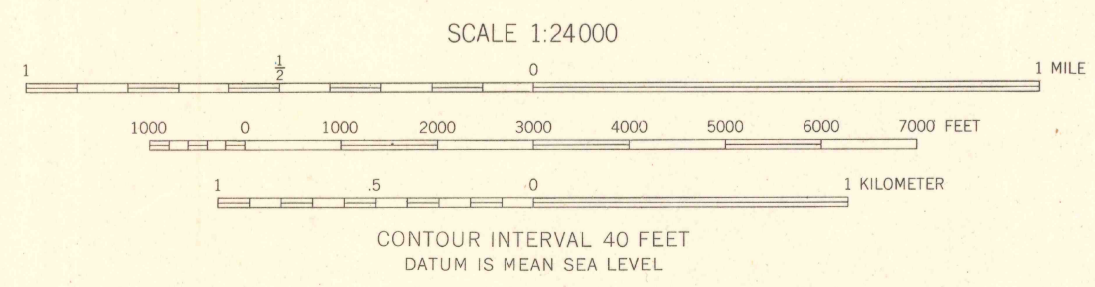 SCALE 1:24000
1 1/2 0 1 MILE
1000 0 1000 2000 3000 4000 5000 6000 7000 FEET
1 .5 0 1 KILOMETER
CONTOUR INTERVAL 40 FEET
DATUM IS MEAN SEA LEVEL